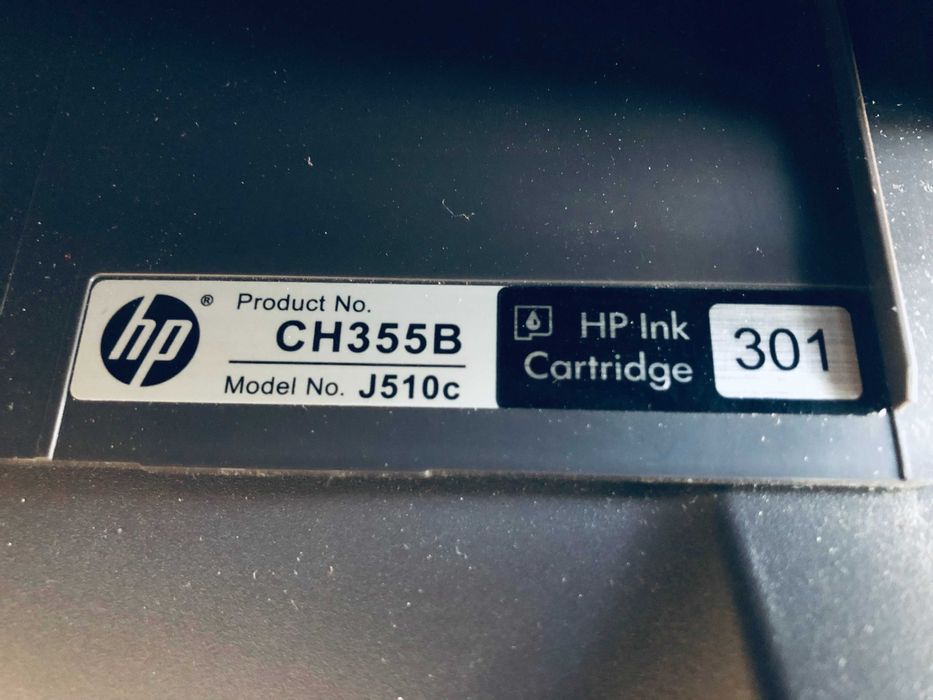 hp®
Product No.
CH355B
Model No. J510c
HP Ink
Cartridge
301